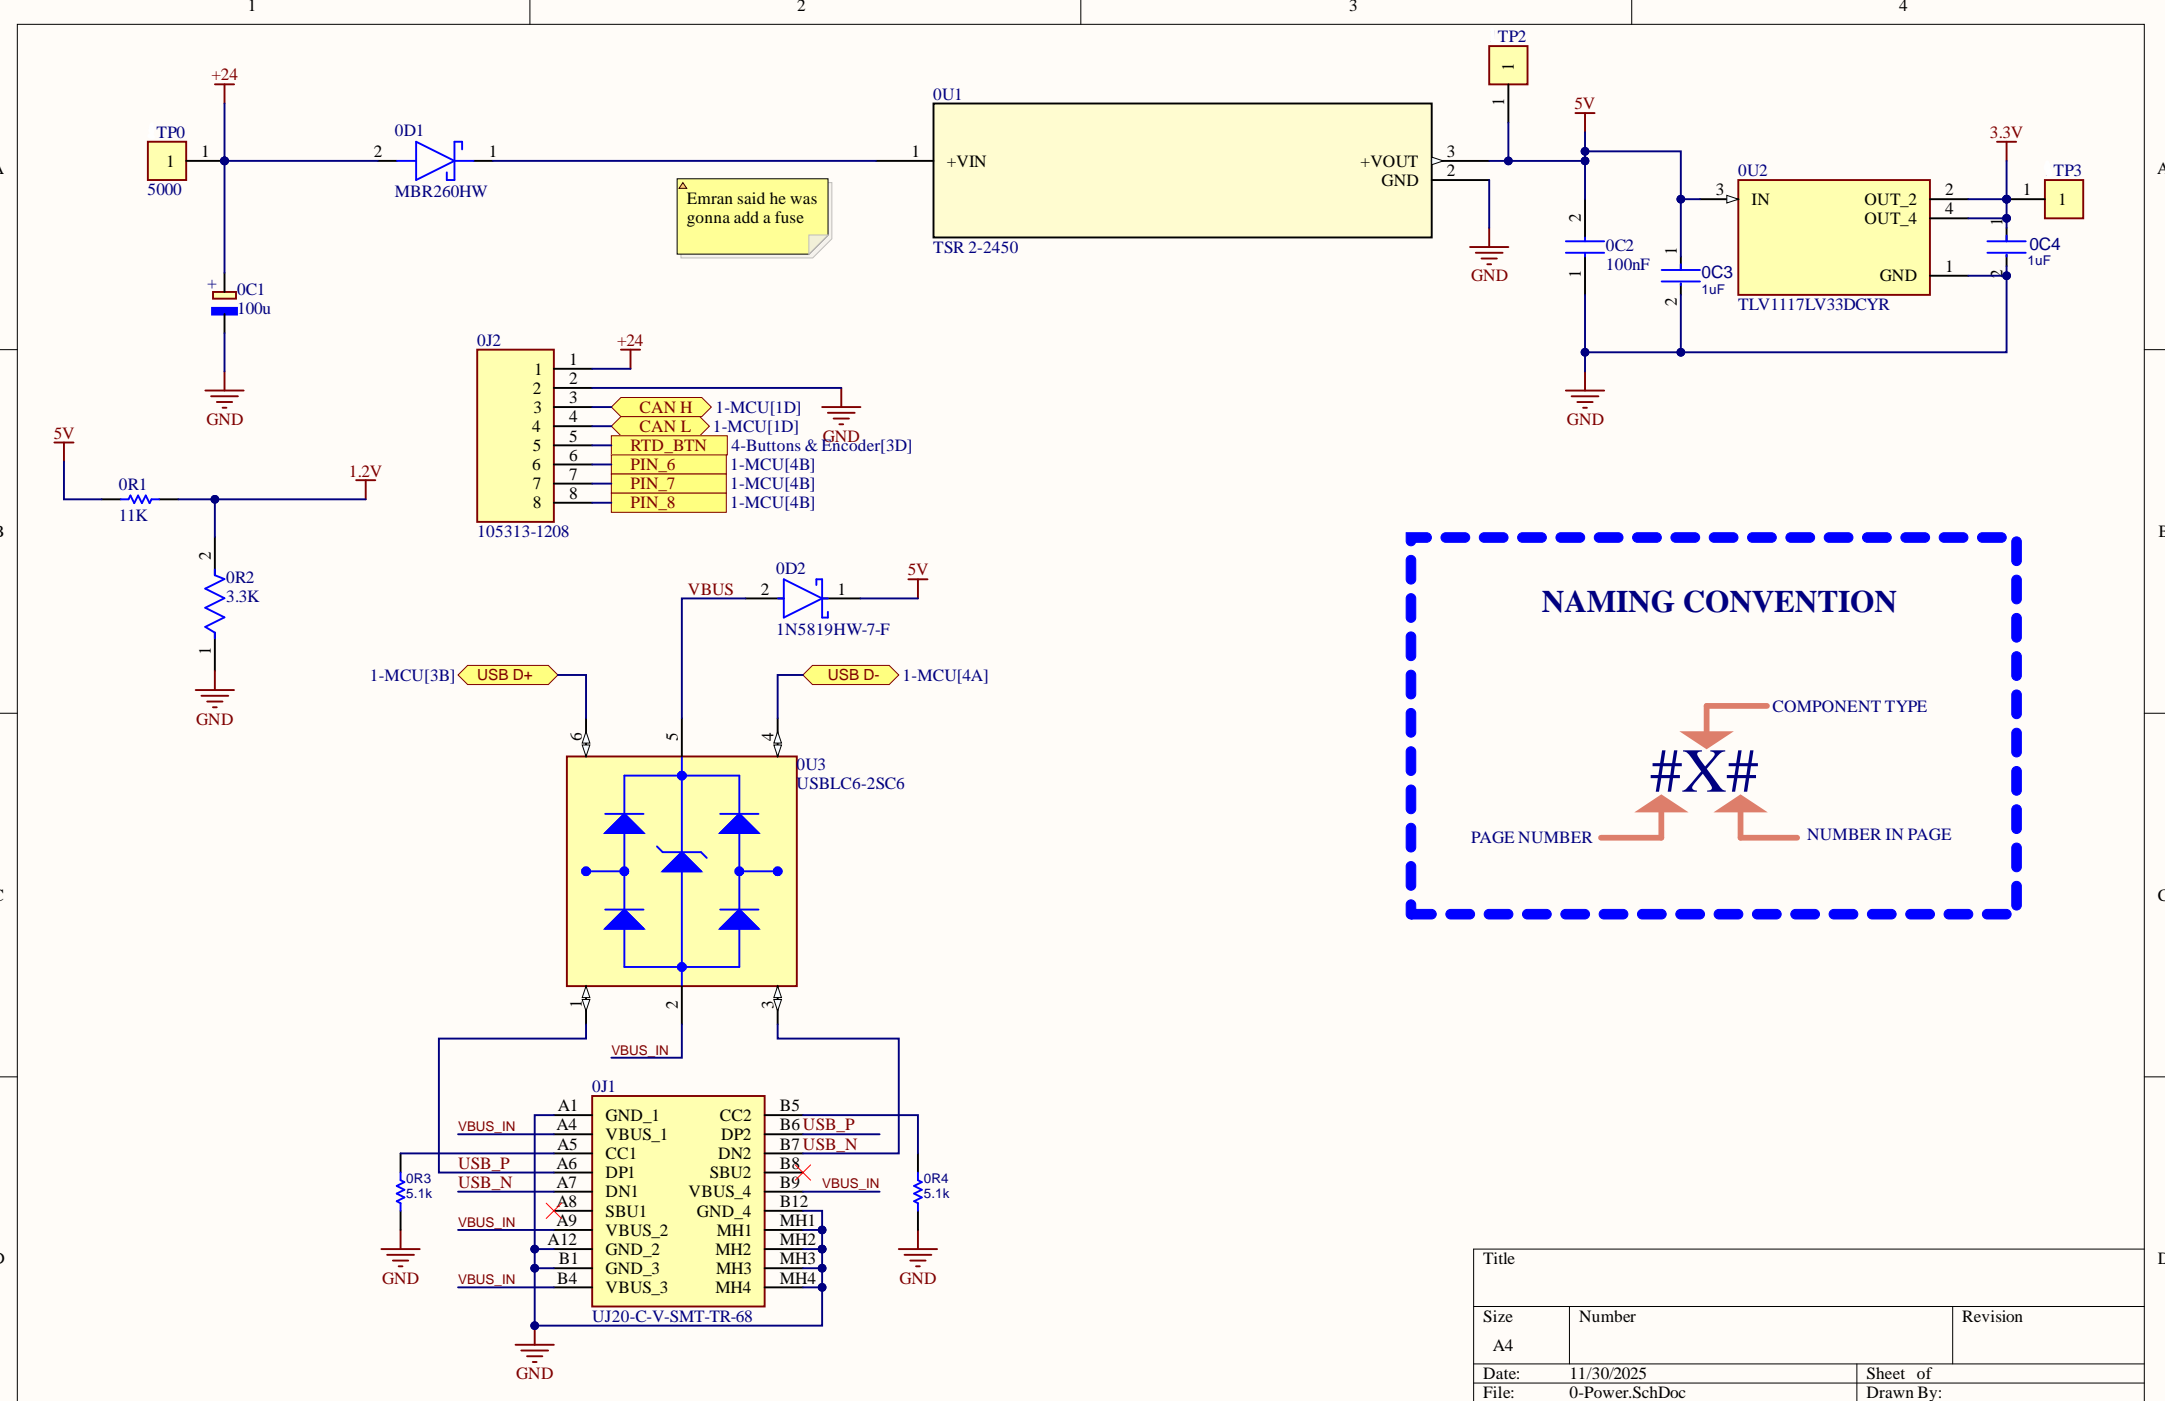 1
2
3
4
+24
TP0
1
1
5000
0D1
2
1
MBR260HW
Emran said he was
gonna add a fuse
0U1
1
+VIN
+VOUT
3
GND
2
TSR 2-2450
GND
TP2
1
1
5V
2
0C2
100nF
1
1
0C3
1uF
2
GND
0U2
3
IN
OUT_2
2
OUT_4
4
GND
1
TLV1117LV33DCYR
3.3V
TP3
1
1
1
0C4
1uF
2
A
A
+
0C1
100u
GND
0J2
+24
1
1
2
2
3
3
CAN H
1-MCU[1D]
4
4
CAN L
1-MCU[1D]
GND
5
5
RTD_BTN
4-Buttons & Encoder[3D]
6
6
PIN_6
1-MCU[4B]
7
7
PIN_7
1-MCU[4B]
8
8
PIN_8
1-MCU[4B]
105313-1208
5V
0R1
11K
1.2V
2
0R2
3.3K
1
GND
B
B
NAMING CONVENTION
COMPONENT TYPE
#X#
PAGE NUMBER
NUMBER IN PAGE
VBUS
0D2
2
1
1N5819HW-7-F
5V
1-MCU[3B]
USB D+
USB D-
1-MCU[4A]
6
5
4
0U3
USBLC6-2SC6
1
2
3
VBUS_IN
C
C
0J1
A1
GND_1
CC2
B5
VBUS_IN
A4
VBUS_1
DP2
B6
USB_P
A5
CC1
DN2
B7
USB_N
USB_P
A6
DP1
SBU2
B8
USB_N
A7
DN1
VBUS_4
B9
VBUS_IN
A8
SBU1
GND_4
B12
VBUS_IN
A9
VBUS_2
MH1
MH1
A12
GND_2
MH2
MH2
B1
GND_3
MH3
MH3
VBUS_IN
B4
VBUS_3
MH4
MH4
UJ20-C-V-SMT-TR-68
0R3
5.1k
GND
0R4
5.1k
GND
GND
D
D
Title
Size
Number
Revision
A4
Date:
11/30/2025
Sheet of
File:
0-Power.SchDoc
Drawn By: